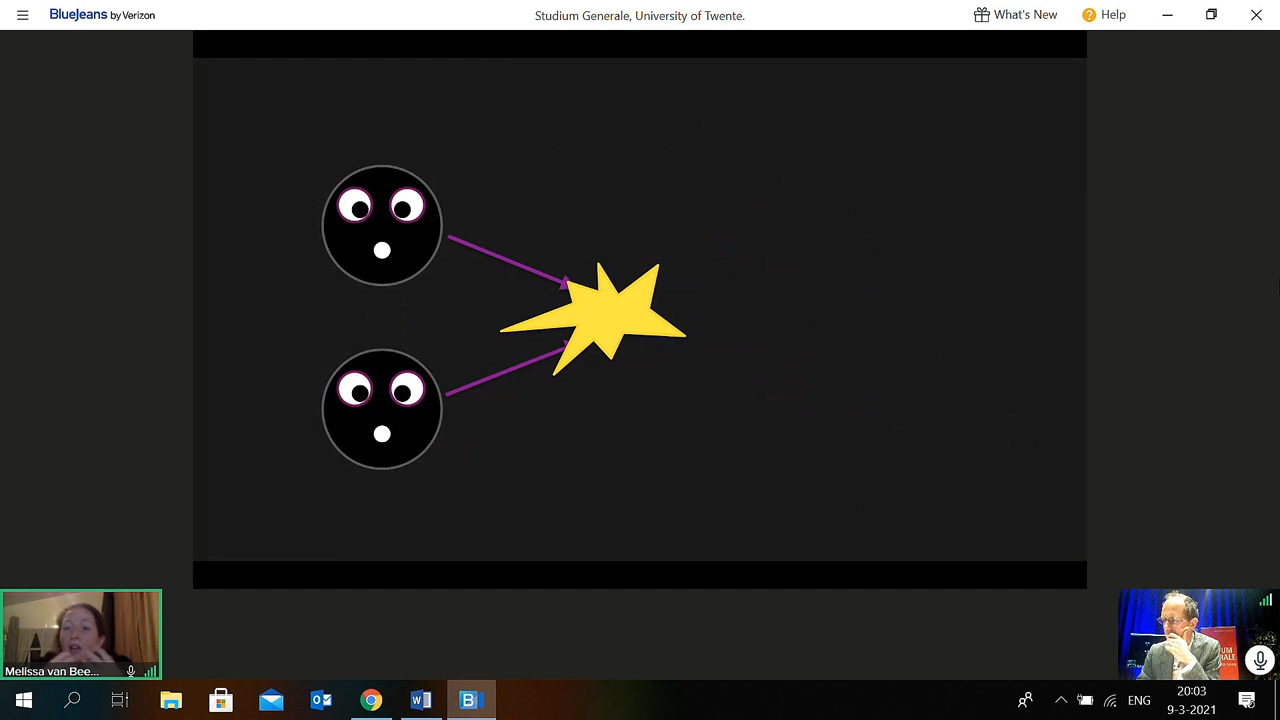 BlueJeans by Verizon
Studium Generale, University of Twente.
What's New
? Help
Melissa van Bee...
ENG
20:03
9-3-2021